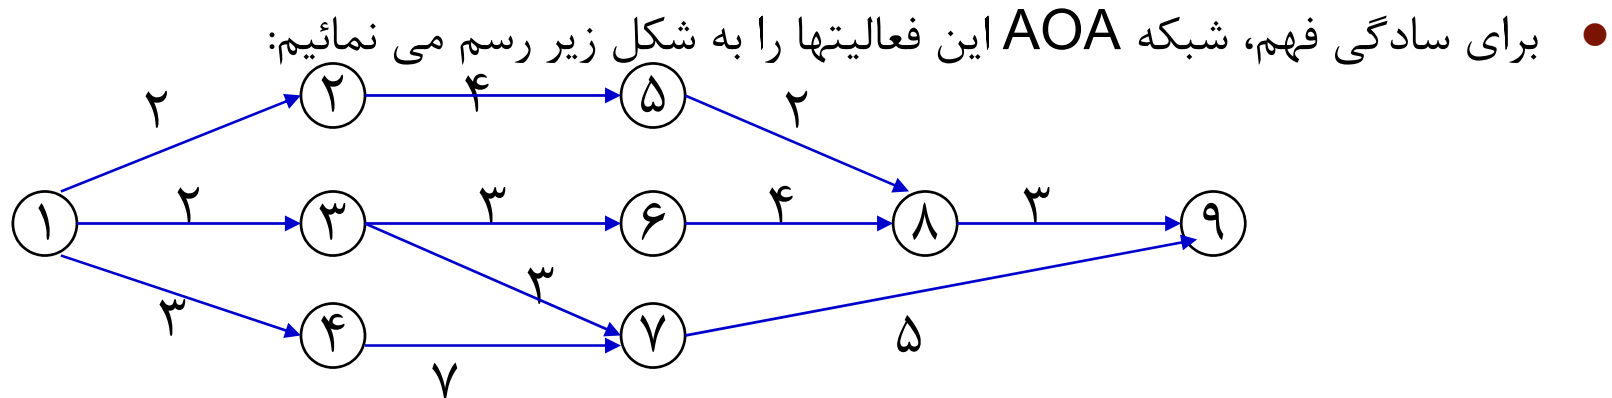 • برای سادگی فهم، شبکه AOA این فعالیتها را به شکل زیر رسم می نمائیم:
۲ ۲ ۴ ۵ ۲
۱ ۲ ۳ ۳ ۶ ۴ ۸ ۳ ۹
۳ ۴ ۳ ۷ ۵
۷